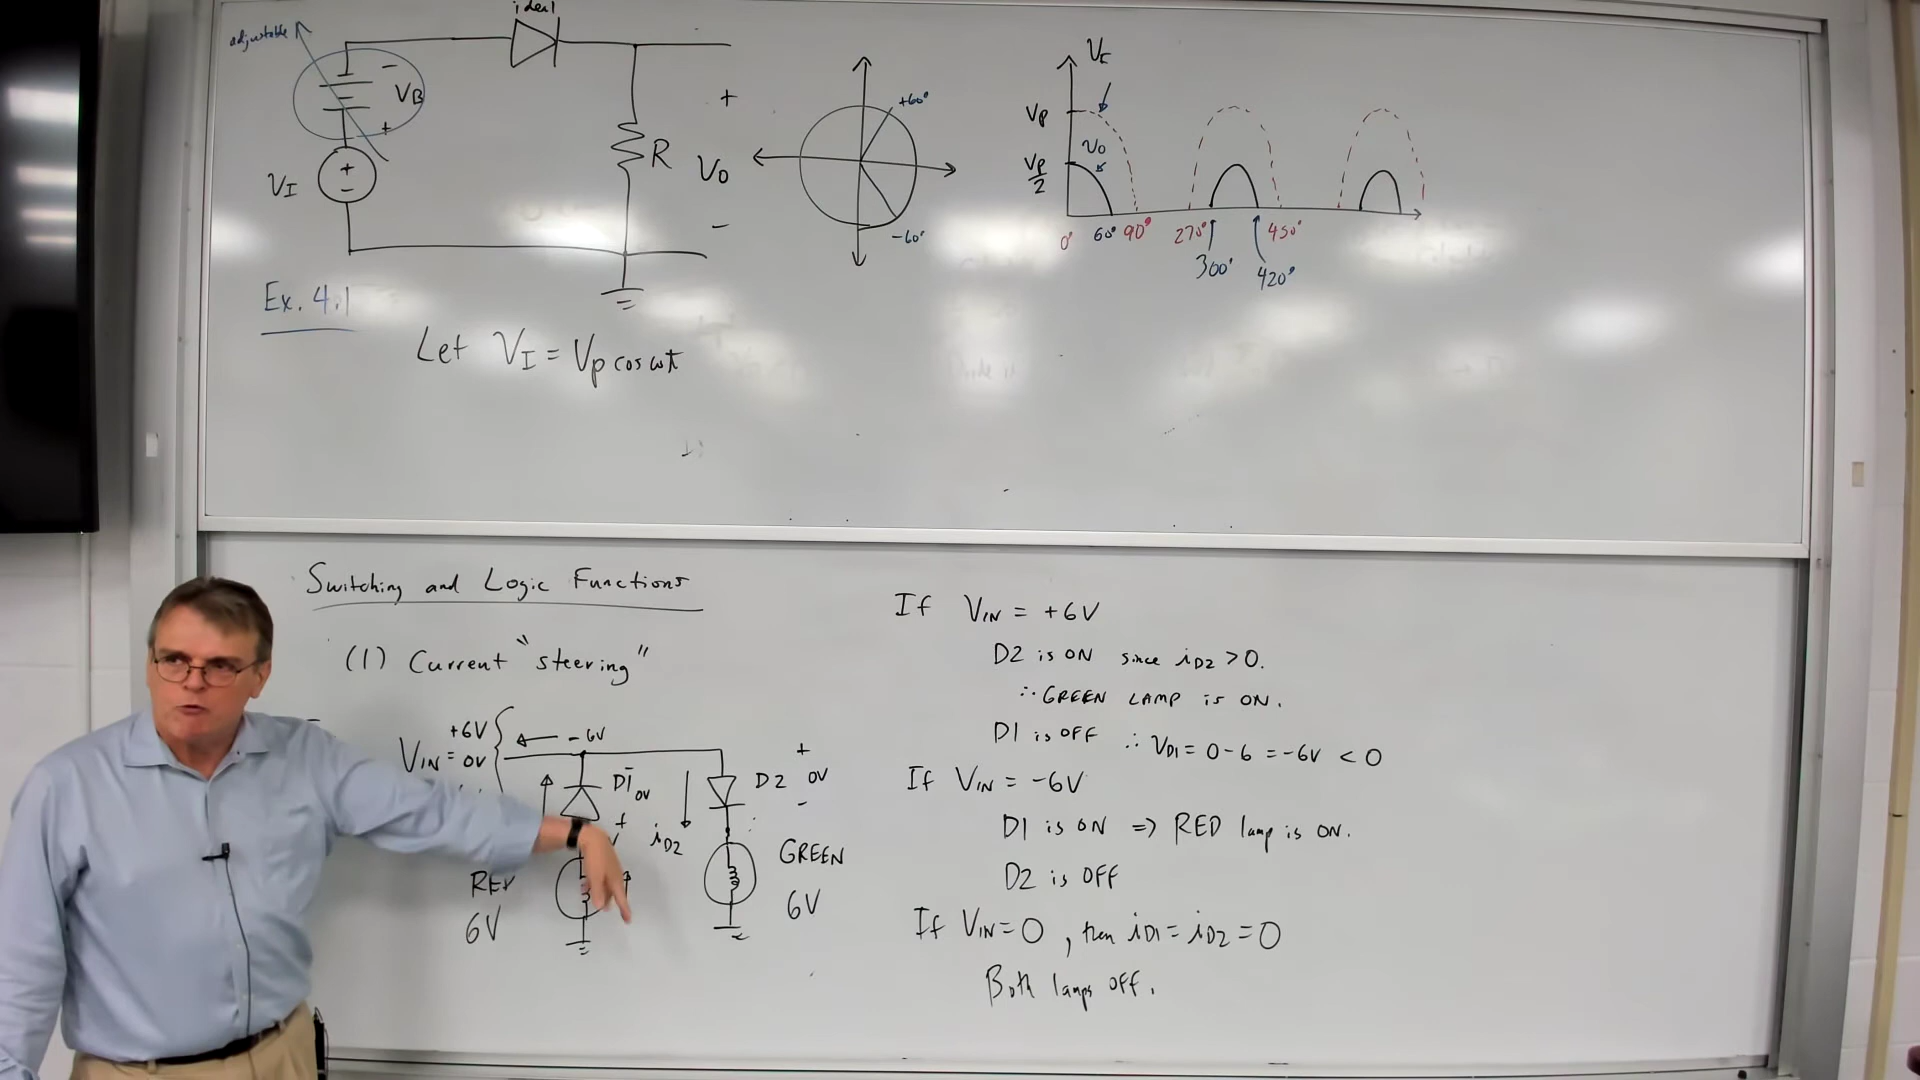 ideal
adjustable
-
VB
+
+
-
VI
R
+
VO
-
+60°
-60°
VI
VP
VP/2
VO
0° 60° 90° 270° 450°
300° 420°
Ex. 4.1
Let VI = Vp cos ωt
Switching and Logic Functions
(1) Current "steering"
+6V
VIN = 0V
← -6V
D1
-
0V
+
iD2
D2
+
0V
-
RED
6V
GREEN
6V
If VIN = +6V
D2 is ON since iD2 > 0.
∴ GREEN LAMP is ON.
D1 is OFF ∴ VD1 = 0 - 6 = -6V < 0
If VIN = -6V
D1 is ON => RED lamp is ON.
D2 is OFF
If VIN = 0, then iD1 = iD2 = 0
Both lamps off.